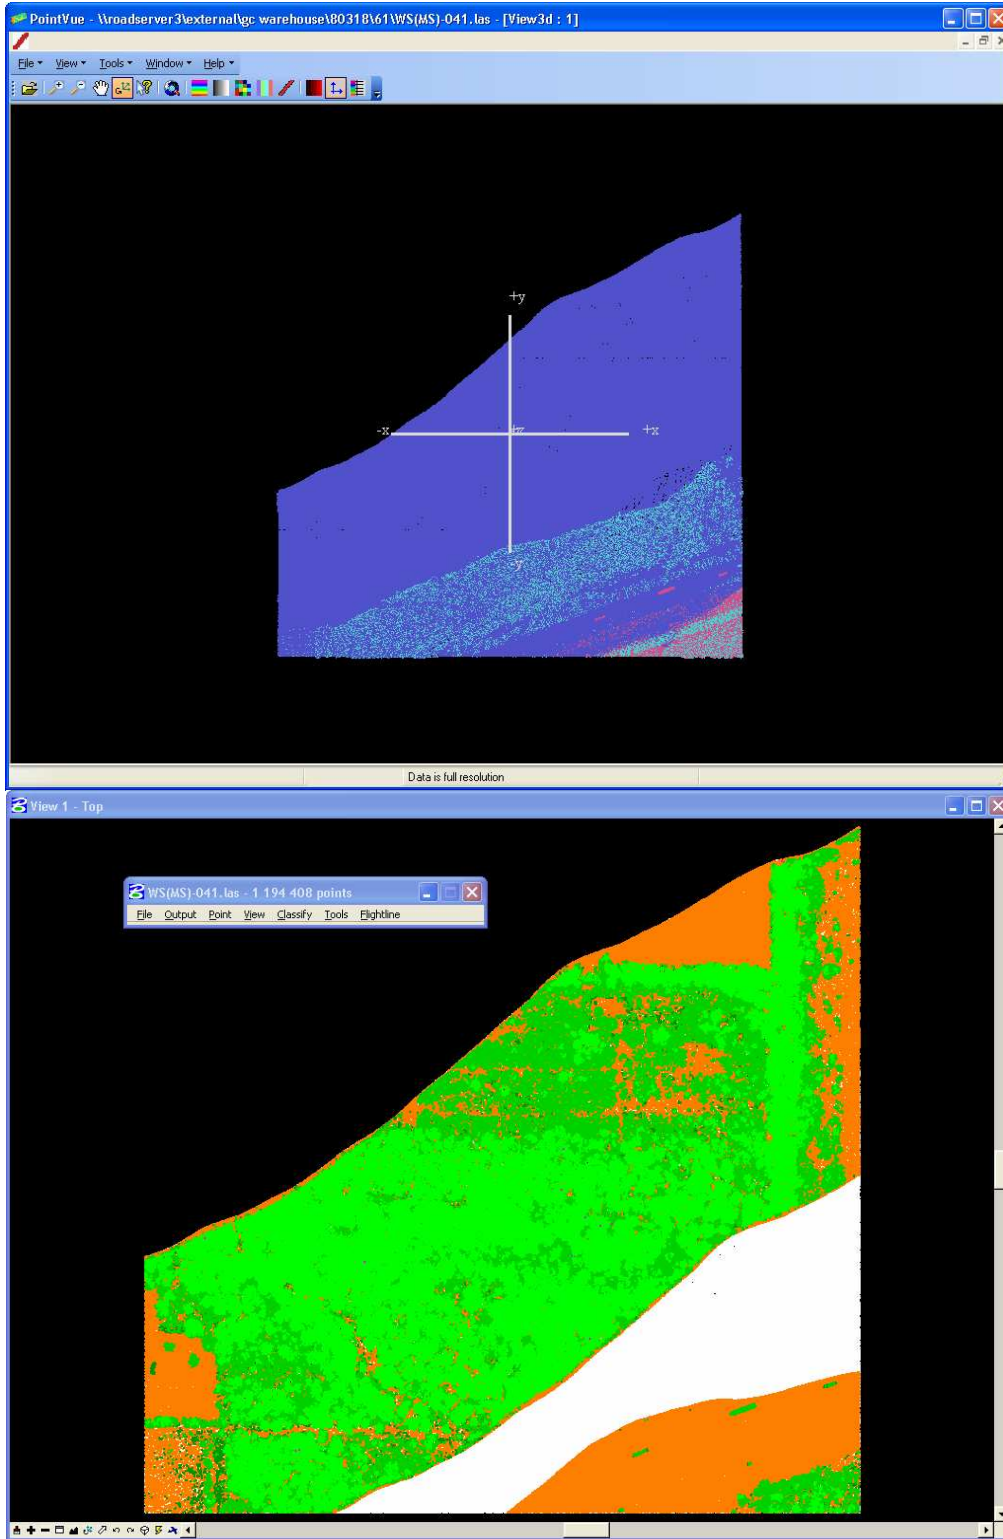 PointVue - \\roadserver3\external\gc warehouse\80318\61\WS(MS)-041.las - [View3d : 1]
File View Tools Window Help
+y
-x +x
-y
Data is full resolution
View 1 - Top
WS(MS)-041.las - 1 194 408 points
File Output Point View Classify Tools Flightline